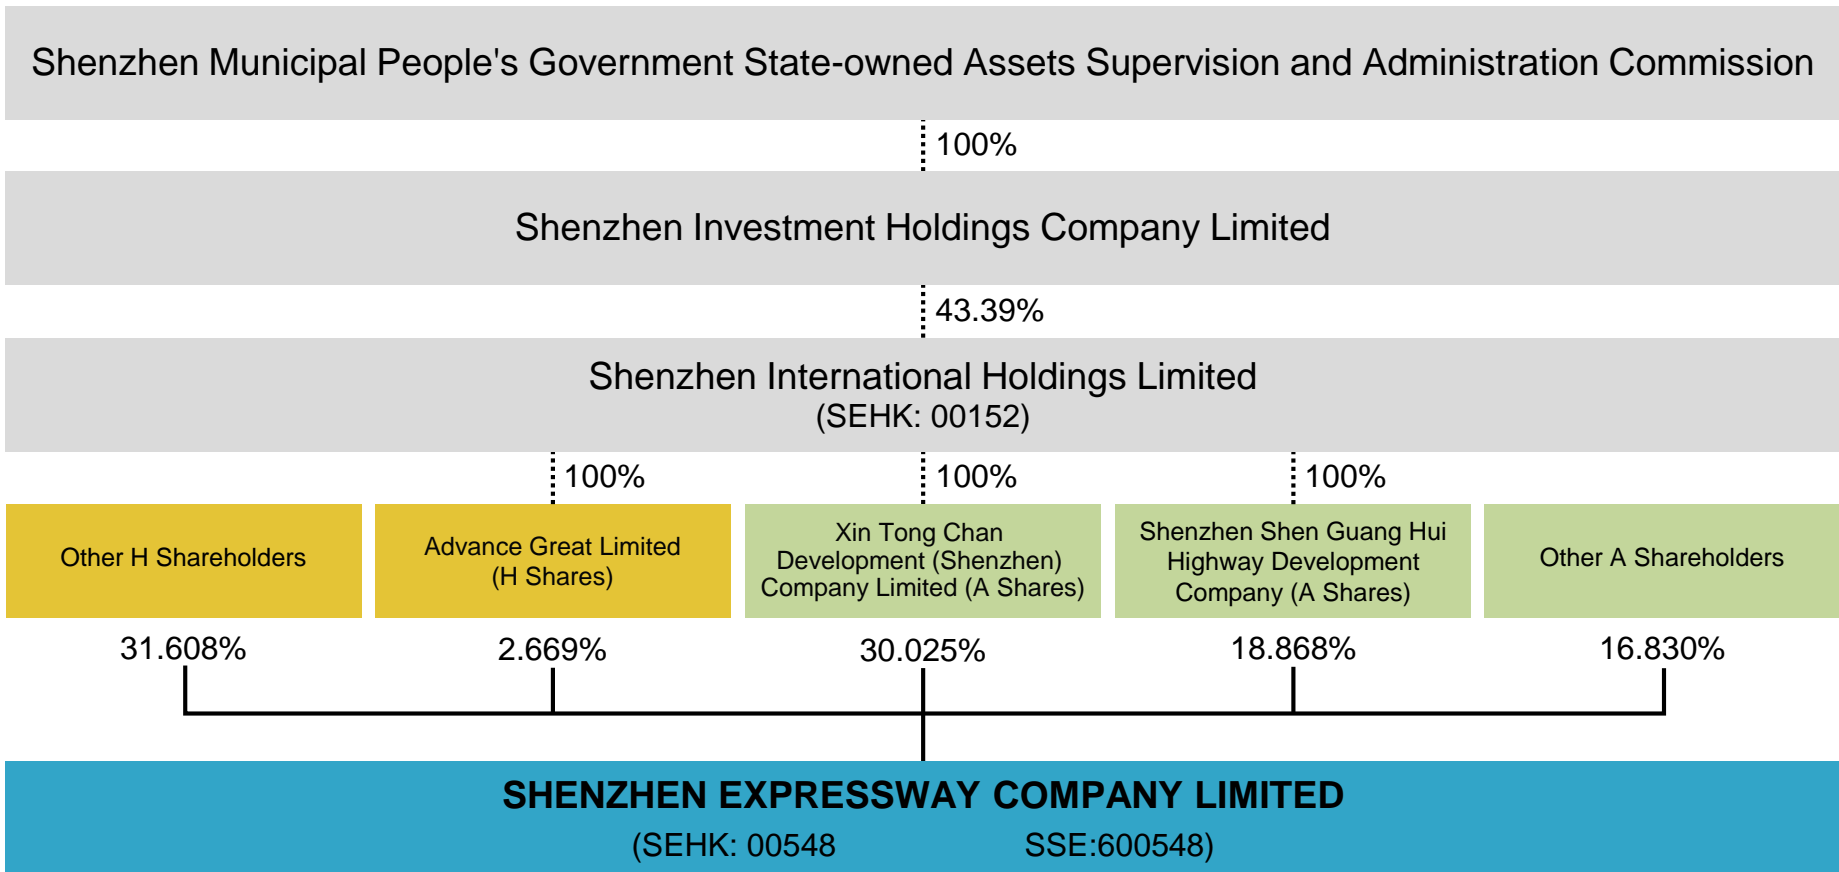 Shenzhen Municipal People's Government State-owned Assets Supervision and Administration Commission
100%
Shenzhen Investment Holdings Company Limited
43.39%
Shenzhen International Holdings Limited
(SEHK: 00152)
100%
100%
100%
Other H Shareholders
Advance Great Limited
(H Shares)
Xin Tong Chan
Development (Shenzhen)
Company Limited (A Shares)
Shenzhen Shen Guang Hui
Highway Development
Company (A Shares)
Other A Shareholders
31.608%
2.669%
30.025%
18.868%
16.830%
SHENZHEN EXPRESSWAY COMPANY LIMITED
(SEHK: 00548 SSE:600548)